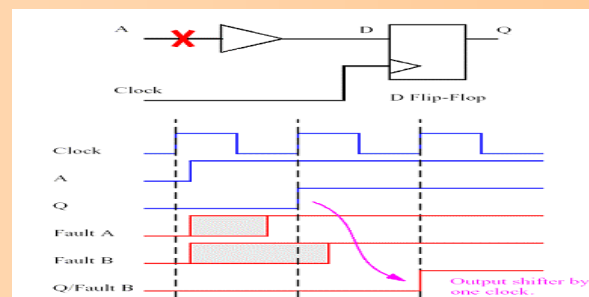 A
D
Q
Clock
D Flip-Flop
Clock
A
Q
Fault A
Fault B
Q/Fault B
Output shifter by
one clock.